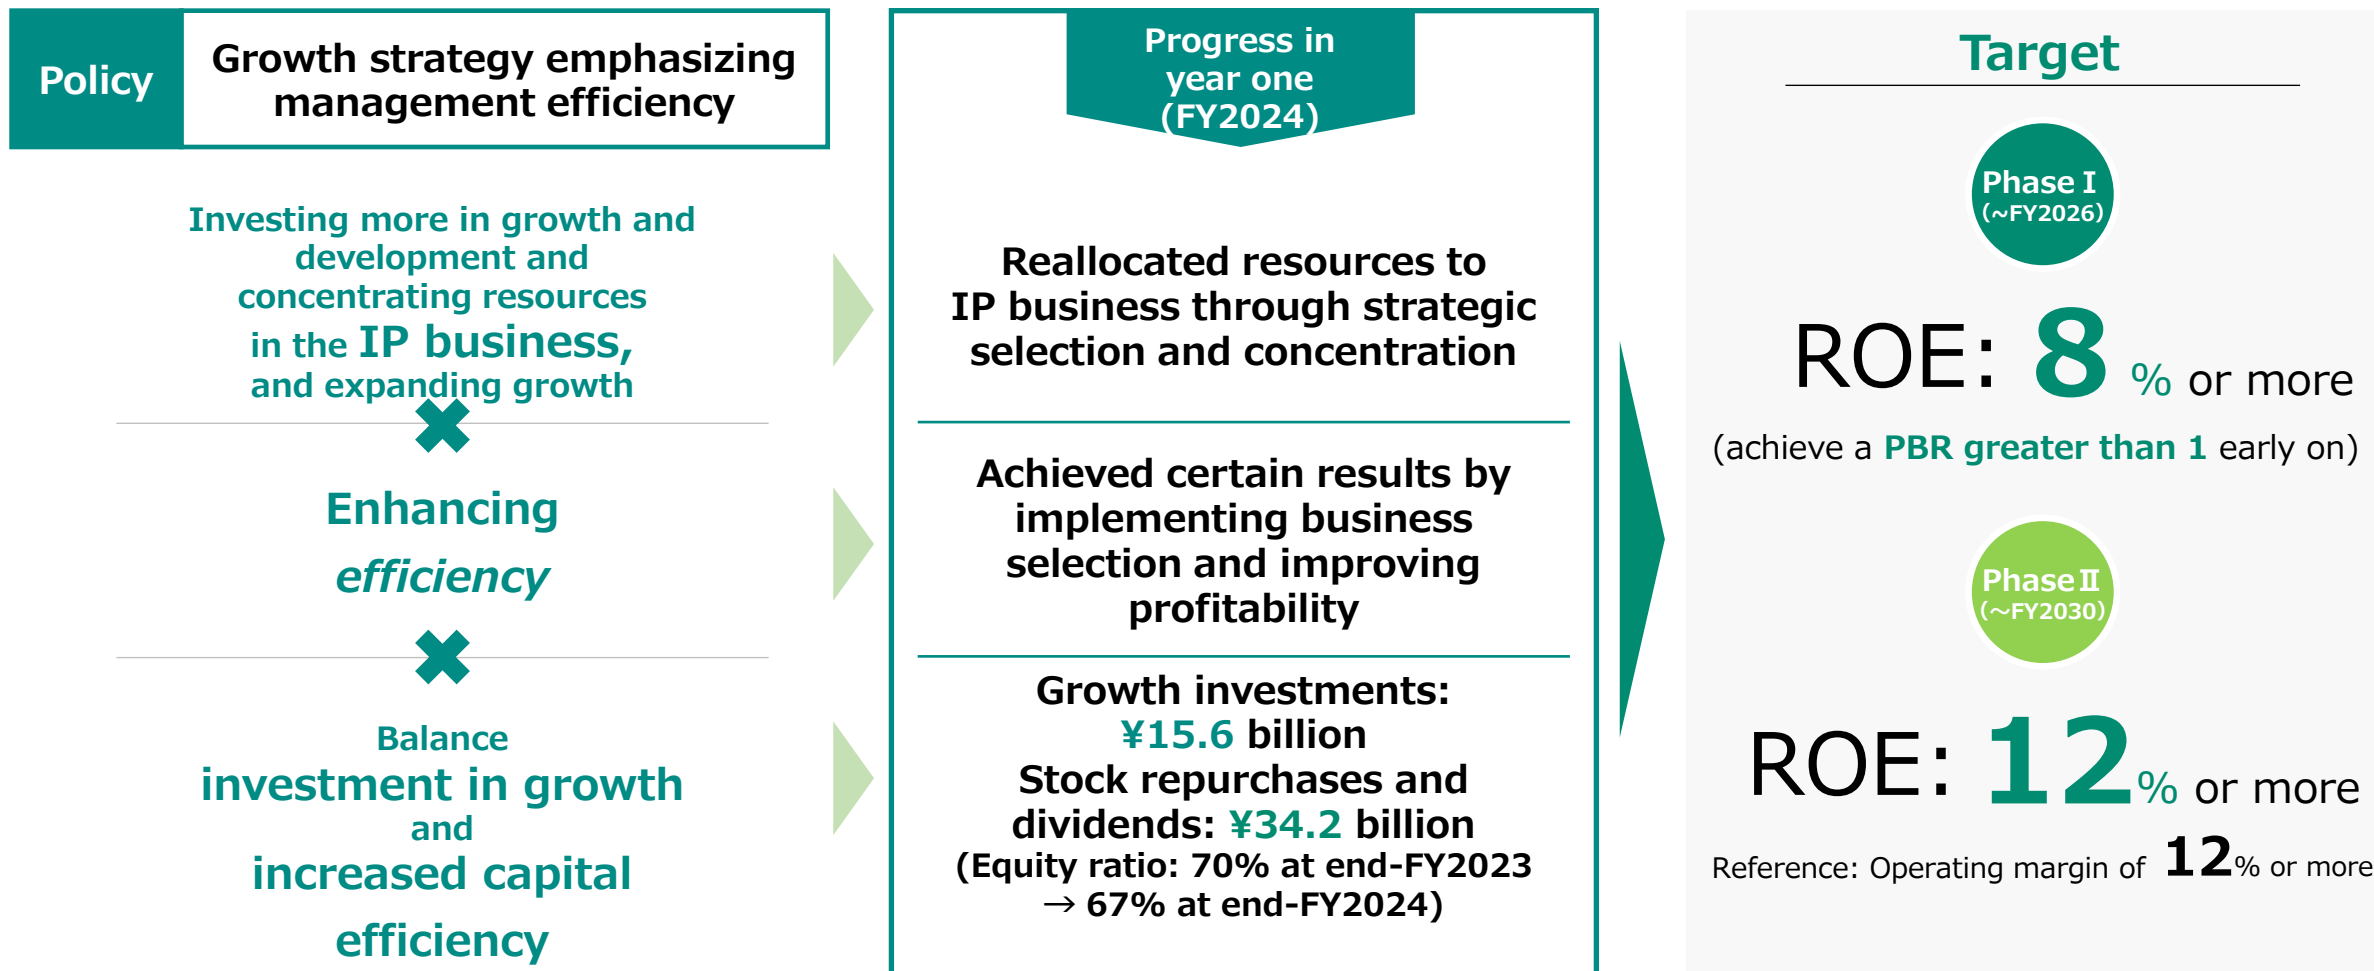 Policy
Growth strategy emphasizing
management efficiency
Investing more in growth and
development and
concentrating resources
in the IP business,
and expanding growth
Enhancing
efficiency
Balance
investment in growth
and
increased capital
efficiency
Progress in
year one
(FY2024)
Reallocated resources to
IP business through strategic
selection and concentration
Achieved certain results by
implementing business
selection and improving
profitability
Growth investments:
¥15.6 billion
Stock repurchases and
dividends: ¥34.2 billion
(Equity ratio: 70% at end-FY2023
→ 67% at end-FY2024)
Target
Phase Ⅰ
(~FY2026)
ROE: 8 % or more
(achieve a PBR greater than 1 early on)
Phase Ⅱ
(～FY2030)
ROE: 12% or more
Reference: Operating margin of 12% or more